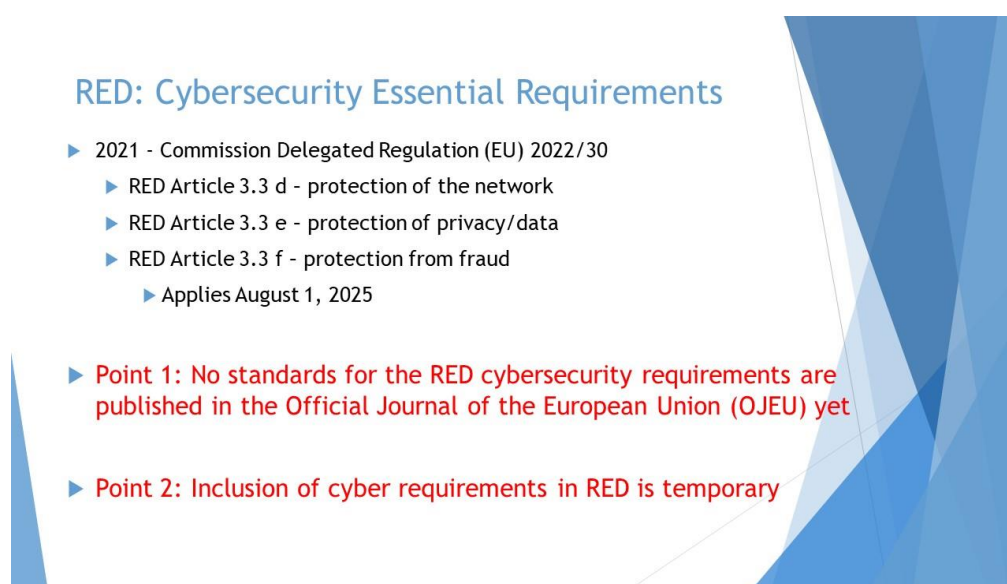 RED: Cybersecurity Essential Requirements
2021 - Commission Delegated Regulation (EU) 2022/30
RED Article 3.3 d – protection of the network
RED Article 3.3 e – protection of privacy/data
RED Article 3.3 f – protection from fraud
Applies August 1, 2025
Point 1: No standards for the RED cybersecurity requirements are
published in the Official Journal of the European Union (OJEU) yet
Point 2: Inclusion of cyber requirements in RED is temporary